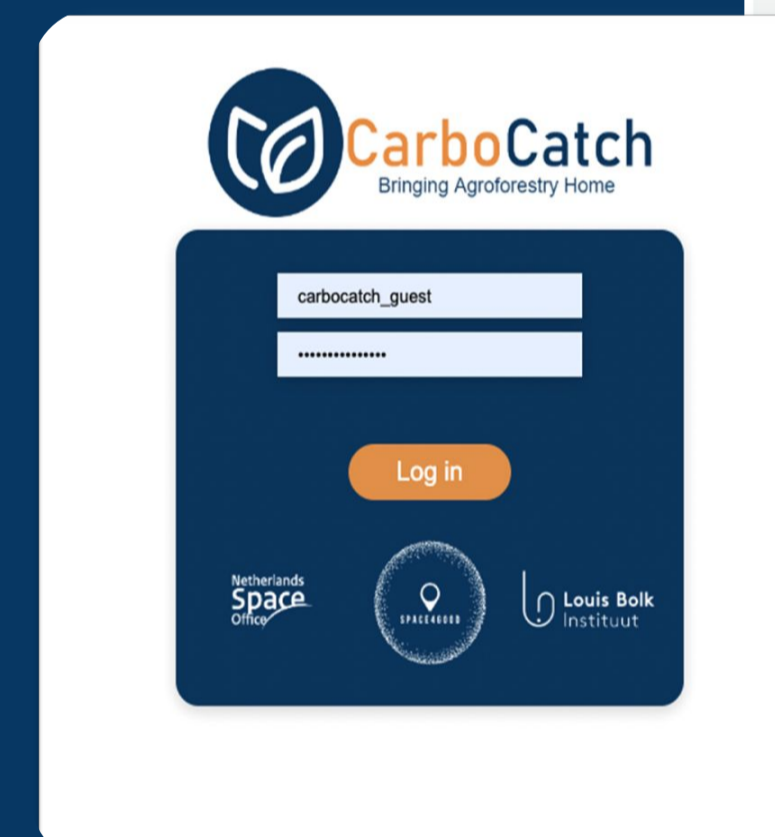 CarboCatch
Bringing Agroforestry Home
carbocatch_guest
•••••••••••••••
Log in
Netherlands
Space
Office
SPACE4GOOD
Louis Bolk
Instituut